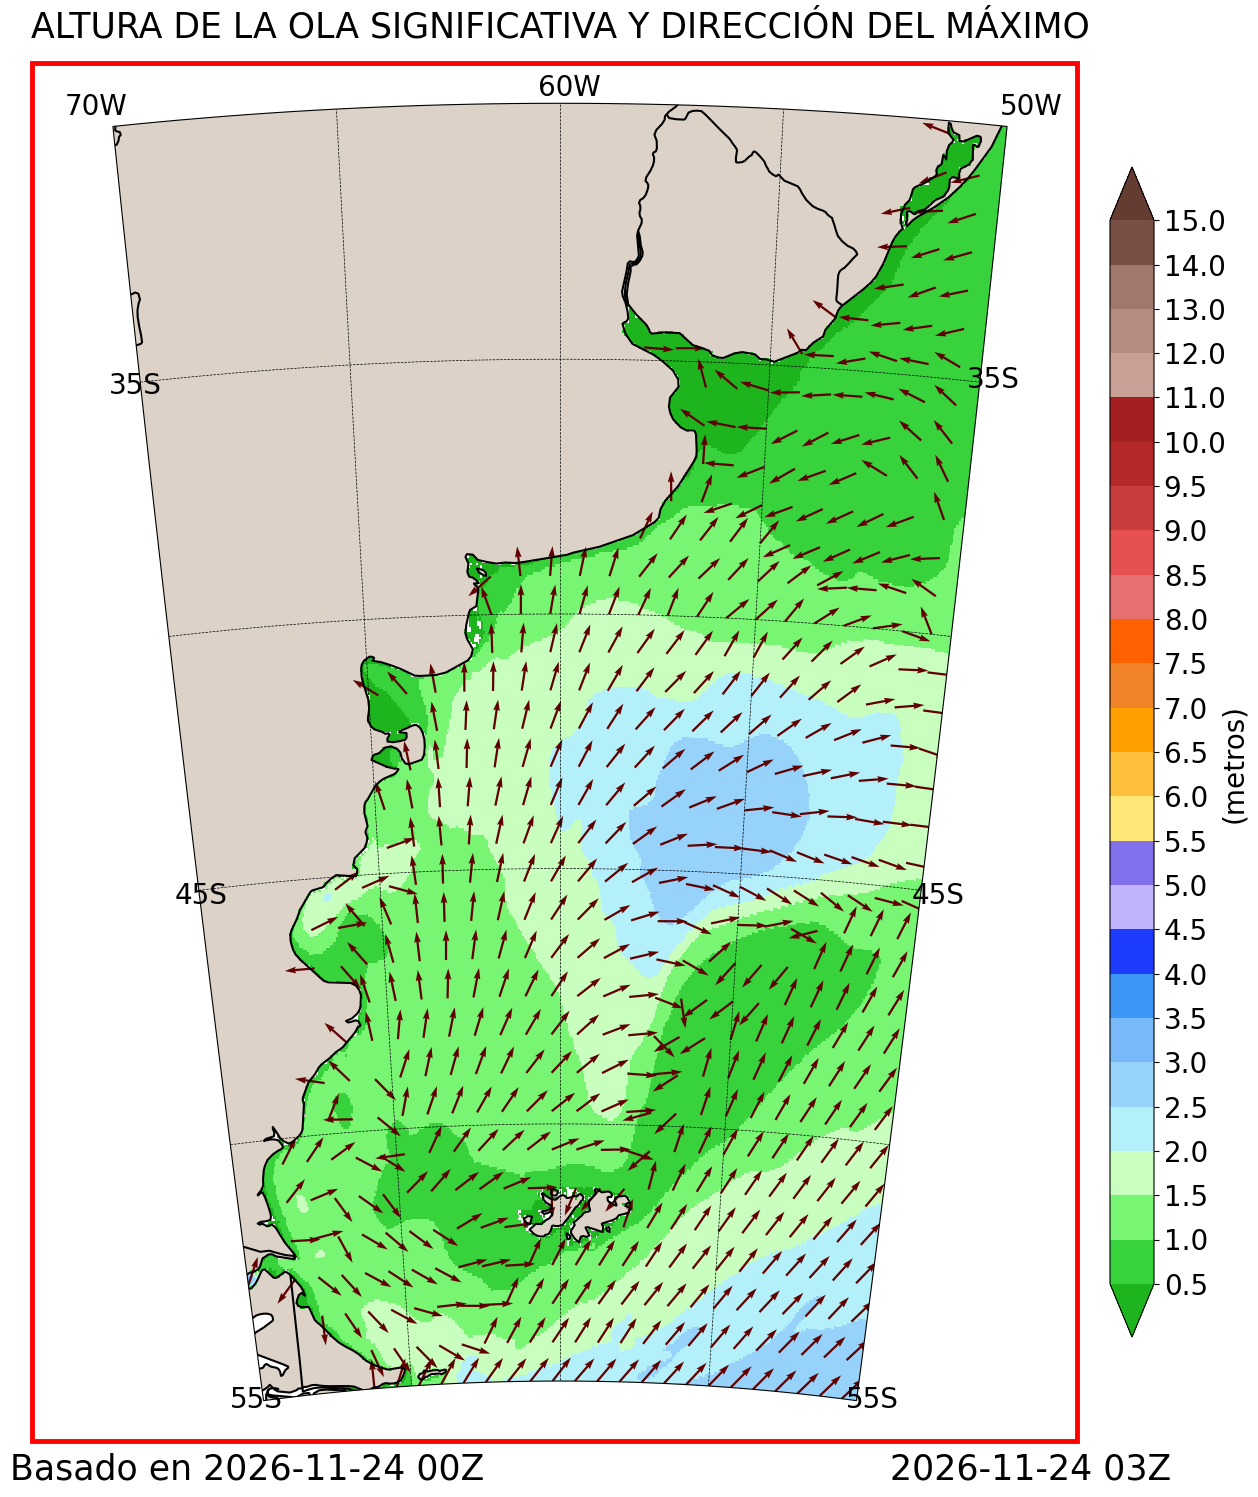 ALTURA DE LA OLA SIGNIFICATIVA Y DIRECCIÓN DEL MÁXIMO
70W
60W
50W
35S
35S
45S
45S
55S
55S
15.0
14.0
13.0
12.0
11.0
10.0
9.5
9.0
8.5
8.0
7.5
7.0
6.5
6.0
5.5
5.0
4.5
4.0
3.5
3.0
2.5
2.0
1.5
1.0
0.5
(metros)
Basado en 2026-11-24 00Z
2026-11-24 03Z